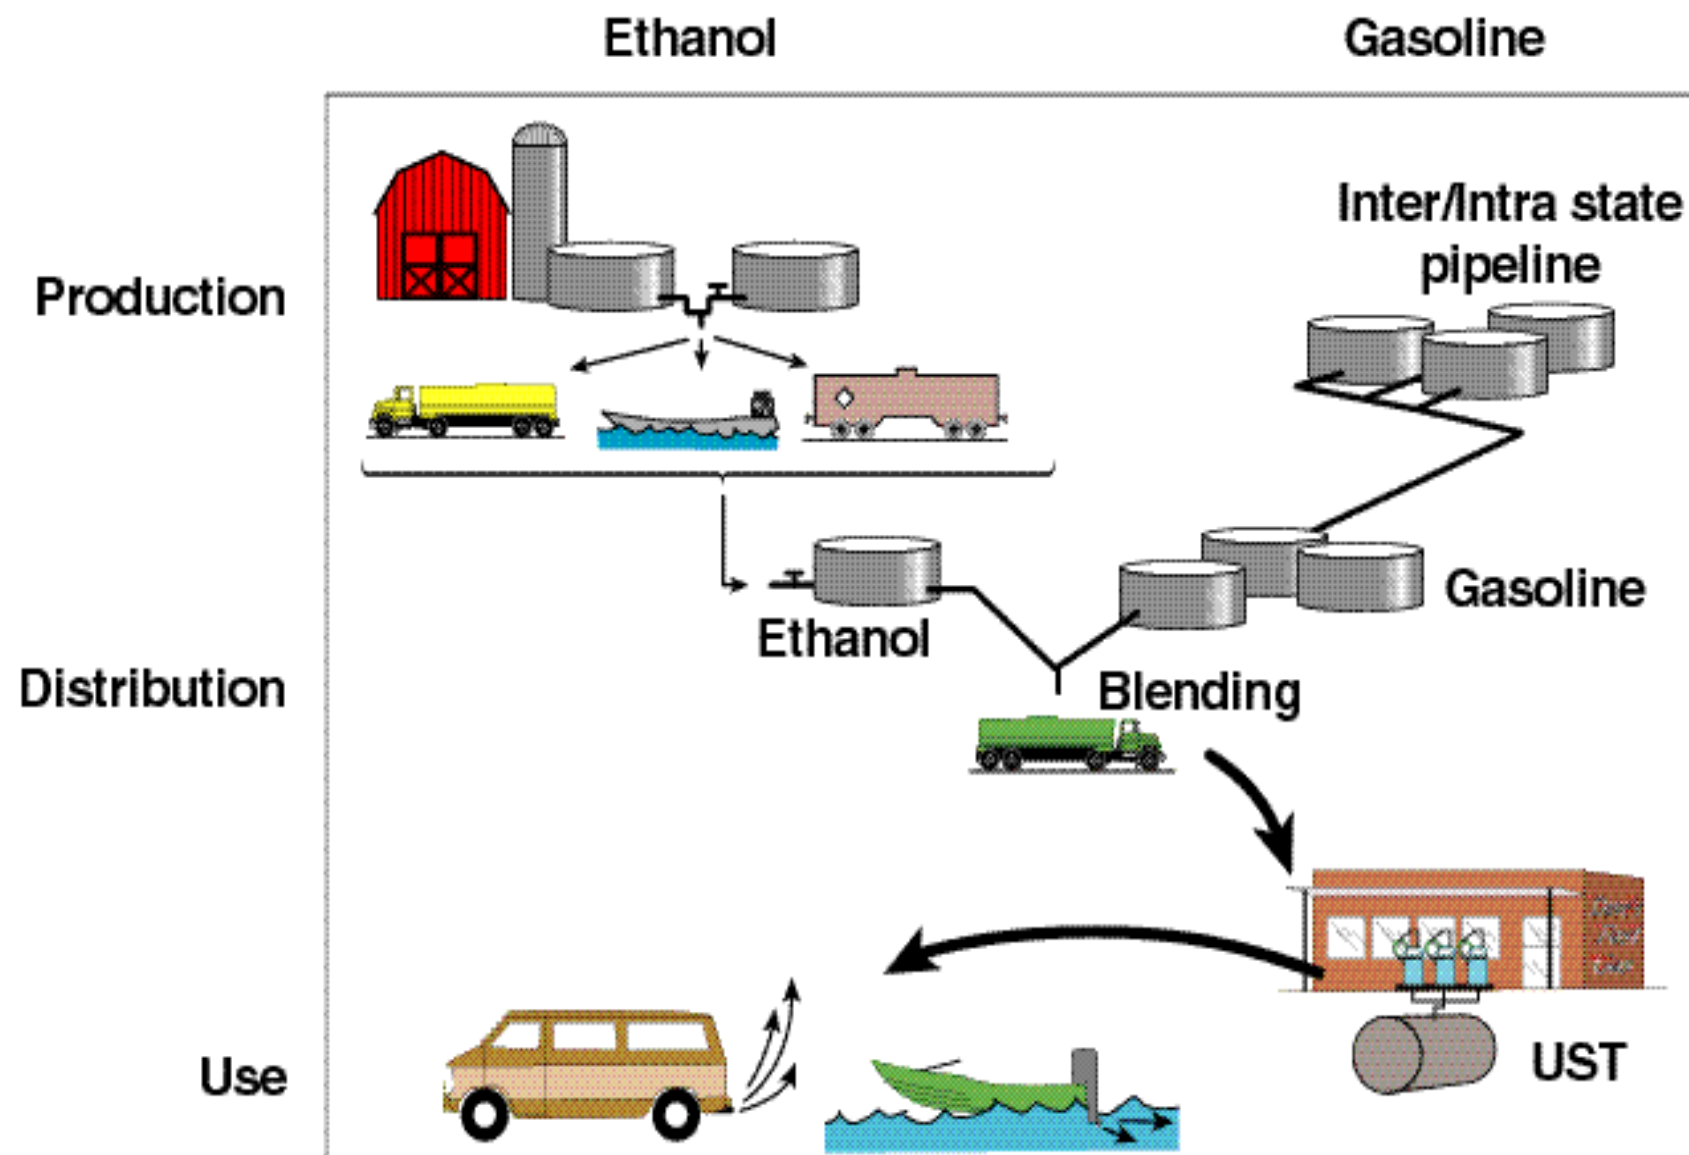 Ethanol
Gasoline
Inter/Intra state
pipeline
Production
Gasoline
Ethanol
Distribution
Blending
Use
UST